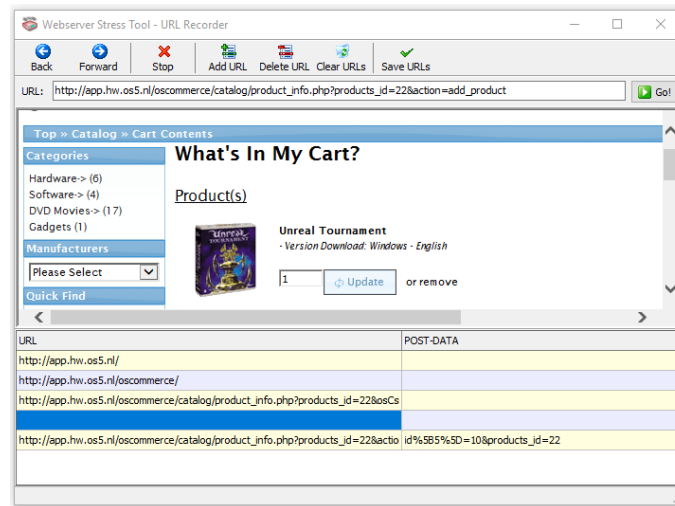 Webserver Stress Tool - URL Recorder
Back Forward Stop Add URL Delete URL Clear URLs Save URLs
URL: http://app.hw.os5.nl/oscommerce/catalog/product_info.php?products_id=22&action=add_product Go!
Top » Catalog » Cart Contents
Categories
Hardware-> (6)
Software-> (4)
DVD Movies-> (17)
Gadgets (1)
Manufacturers
Please Select
Quick Find
What's In My Cart?
Product(s)
Unreal
TOURNAMENT
Unreal Tournament
- Version Download: Windows - English
1 Update or remove
URL POST-DATA
http://app.hw.os5.nl/
http://app.hw.os5.nl/oscommerce/
http://app.hw.os5.nl/oscommerce/catalog/product_info.php?products_id=22&osCs
http://app.hw.os5.nl/oscommerce/catalog/product_info.php?products_id=22&actio id%5B5%5D=10&products_id=22